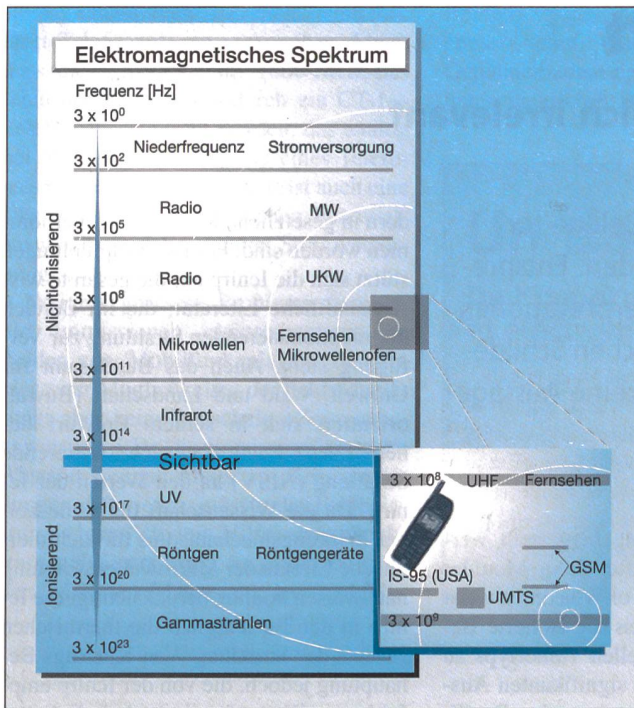 Elektromagnetisches Spektrum
Frequenz [Hz]
3 x 10⁰
Niederfrequenz Stromversorgung
3 x 10²
Radio MW
3 x 10⁵
Radio UKW
3 x 10⁸
Mikrowellen Fernsehen
Mikrowellenofen
3 x 10¹¹
Infrarot
3 x 10¹⁴
Sichtbar
UV
3 x 10¹⁷
Röntgen Röntgengeräte
3 x 10²⁰
Gammastrahlen
3 x 10²³
Nichtionisierend
Ionisierend
3 x 10⁸ UHF Fernsehen
GSM
IS-95 (USA)
UMTS
3 x 10⁹